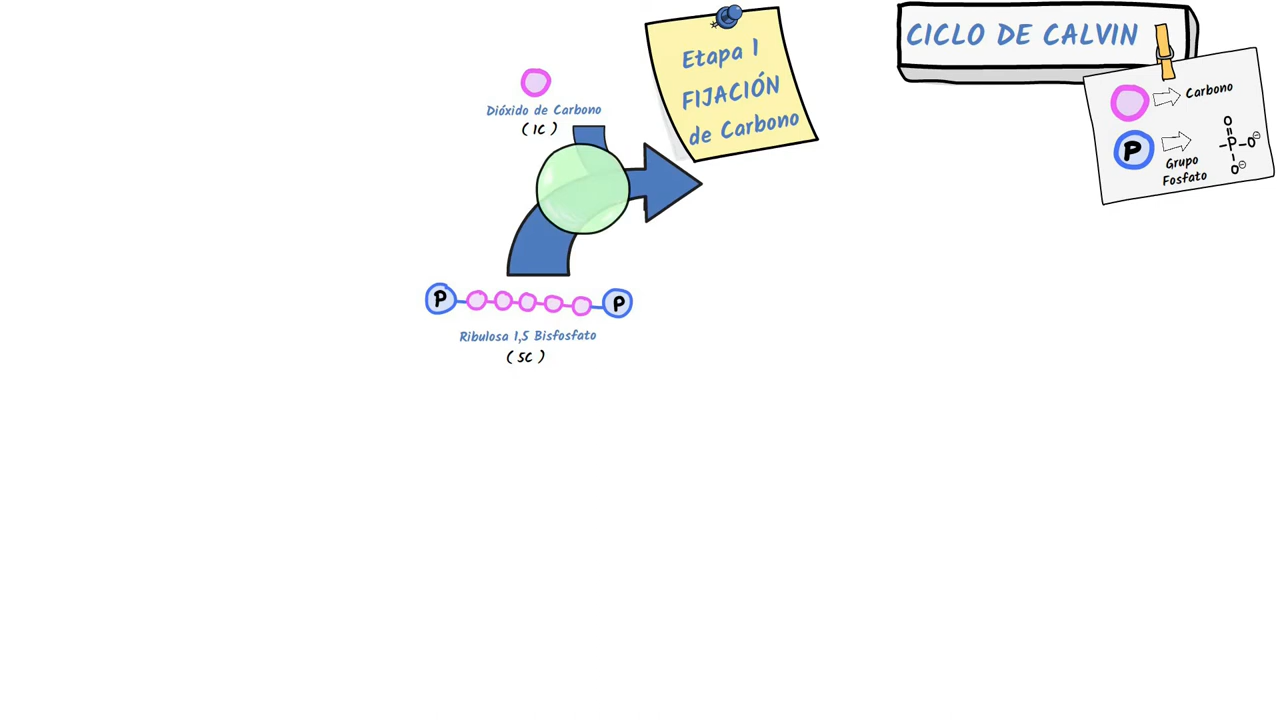 CICLO DE CALVIN
Etapa 1
FIJACIÓN
de Carbono
Carbono
P
Grupo
Fosfato
O
-P-O⊖
O⊖
Dióxido de Carbono
( 1C )
P
P
Ribulosa 1,5 Bisfosfato
( 5C )